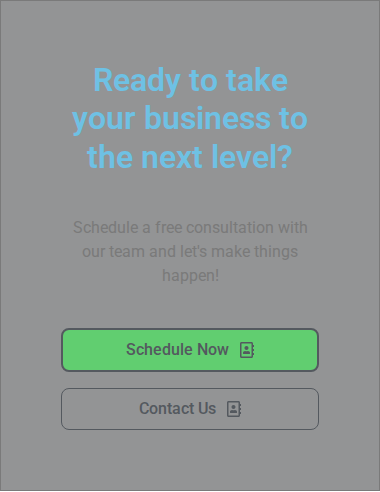 Ready to take
your business to
the next level?
Schedule a free consultation with
our team and let's make things
happen!
Schedule Now
Contact Us